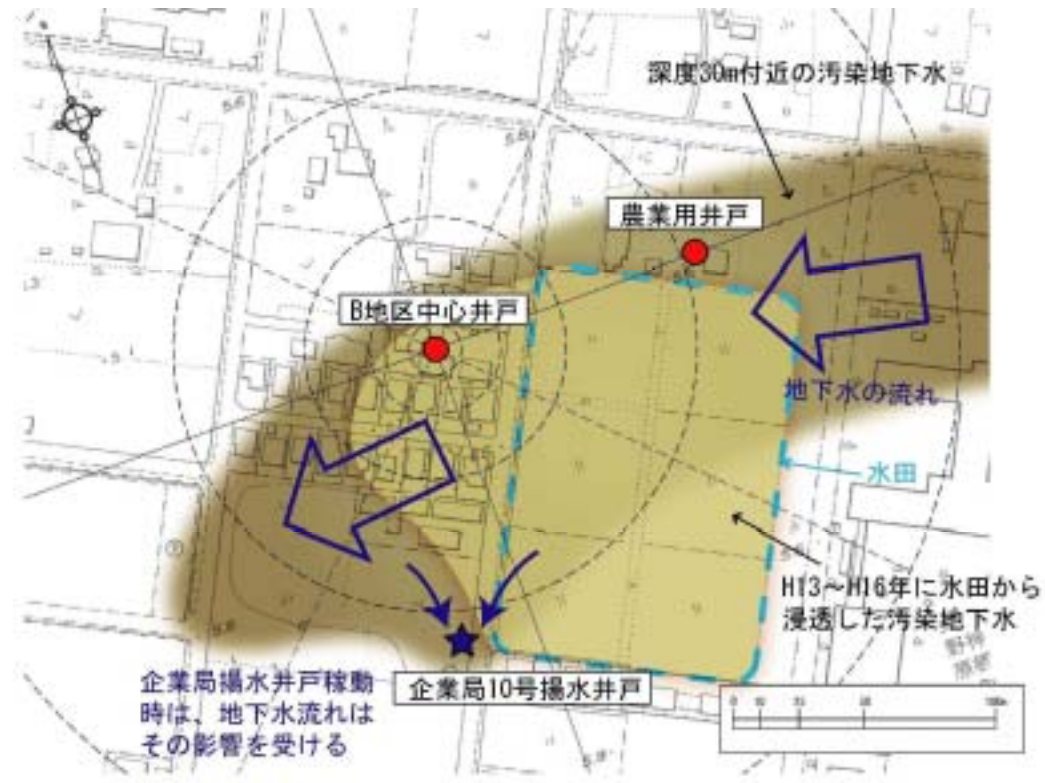 深度30m付近の汚染地下水
農業用井戸
B地区中心井戸
地下水の流れ
水田
H13～H16年に水田から
浸透した汚染地下水
企業局10号揚水井戸
企業局揚水井戸稼動
時は、地下水流れは
その影響を受ける